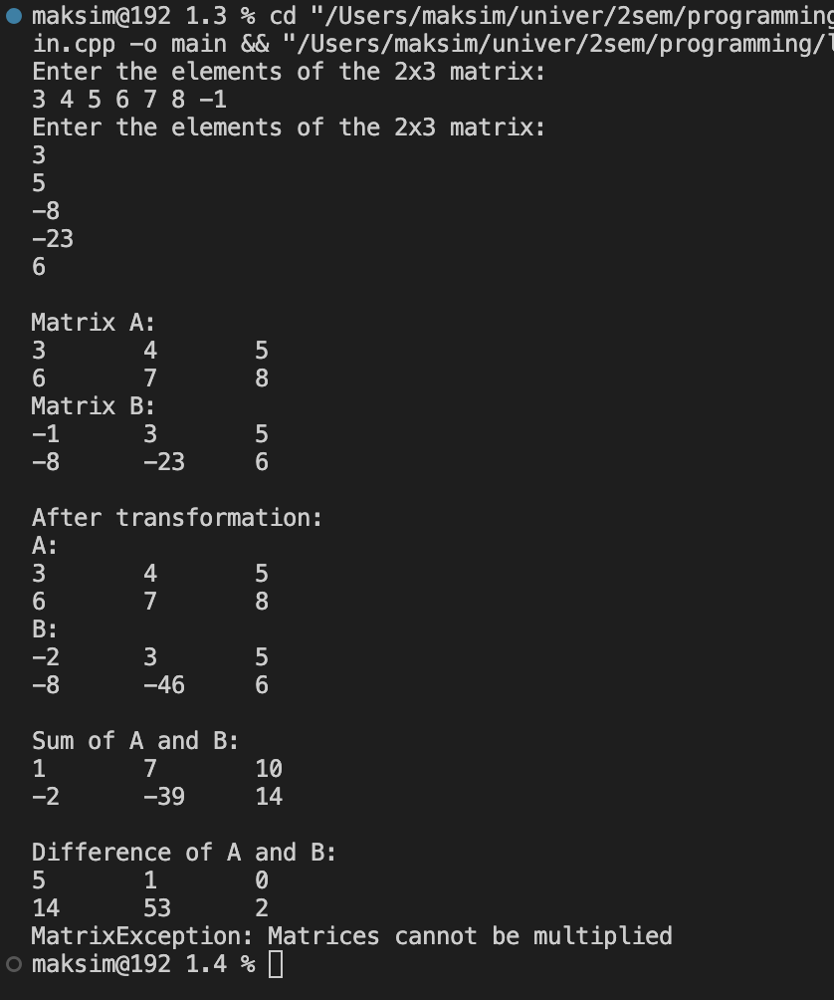 maksim@192 1.3 % cd "/Users/maksim/univer/2sem/programming
in.cpp -o main && "/Users/maksim/univer/2sem/programming/l
Enter the elements of the 2x3 matrix:
3 4 5 6 7 8 -1
Enter the elements of the 2x3 matrix:
3
5
-8
-23
6
Matrix A:
3 4 5
6 7 8
Matrix B:
-1 3 5
-8 -23 6
After transformation:
A:
3 4 5
6 7 8
B:
-2 3 5
-8 -46 6
Sum of A and B:
1 7 10
-2 -39 14
Difference of A and B:
5 1 0
14 53 2
MatrixException: Matrices cannot be multiplied
maksim@192 1.4 %